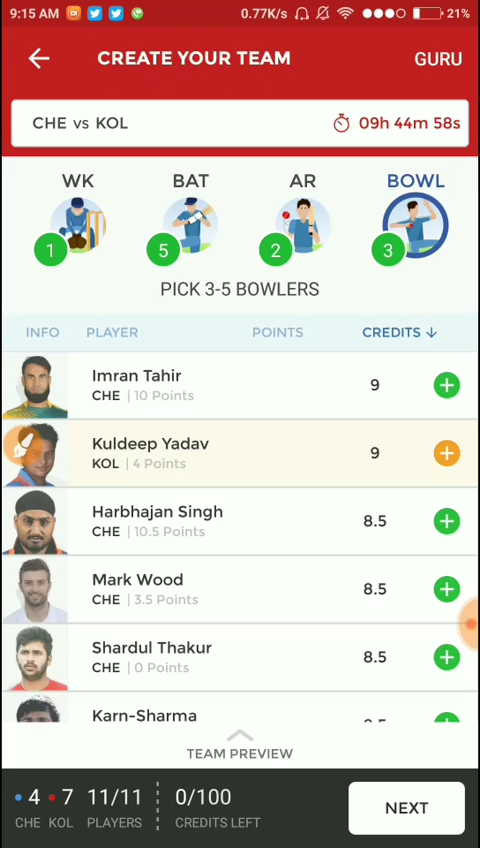 9:15 AM 0.77K/s 21%
CREATE YOUR TEAM GURU
CHE vs KOL 09h 44m 58s
WK BAT AR BOWL
1 5 2 3
PICK 3-5 BOWLERS
INFO PLAYER POINTS CREDITS ↓
Imran Tahir
CHE | 10 Points 9
Kuldeep Yadav
KOL | 4 Points 9
Harbhajan Singh
CHE | 10.5 Points 8.5
Mark Wood
CHE | 3.5 Points 8.5
Shardul Thakur
CHE | 0 Points 8.5
Karn-Sharma
TEAM PREVIEW
4 7 11/11 0/100
CHE KOL PLAYERS CREDITS LEFT
NEXT